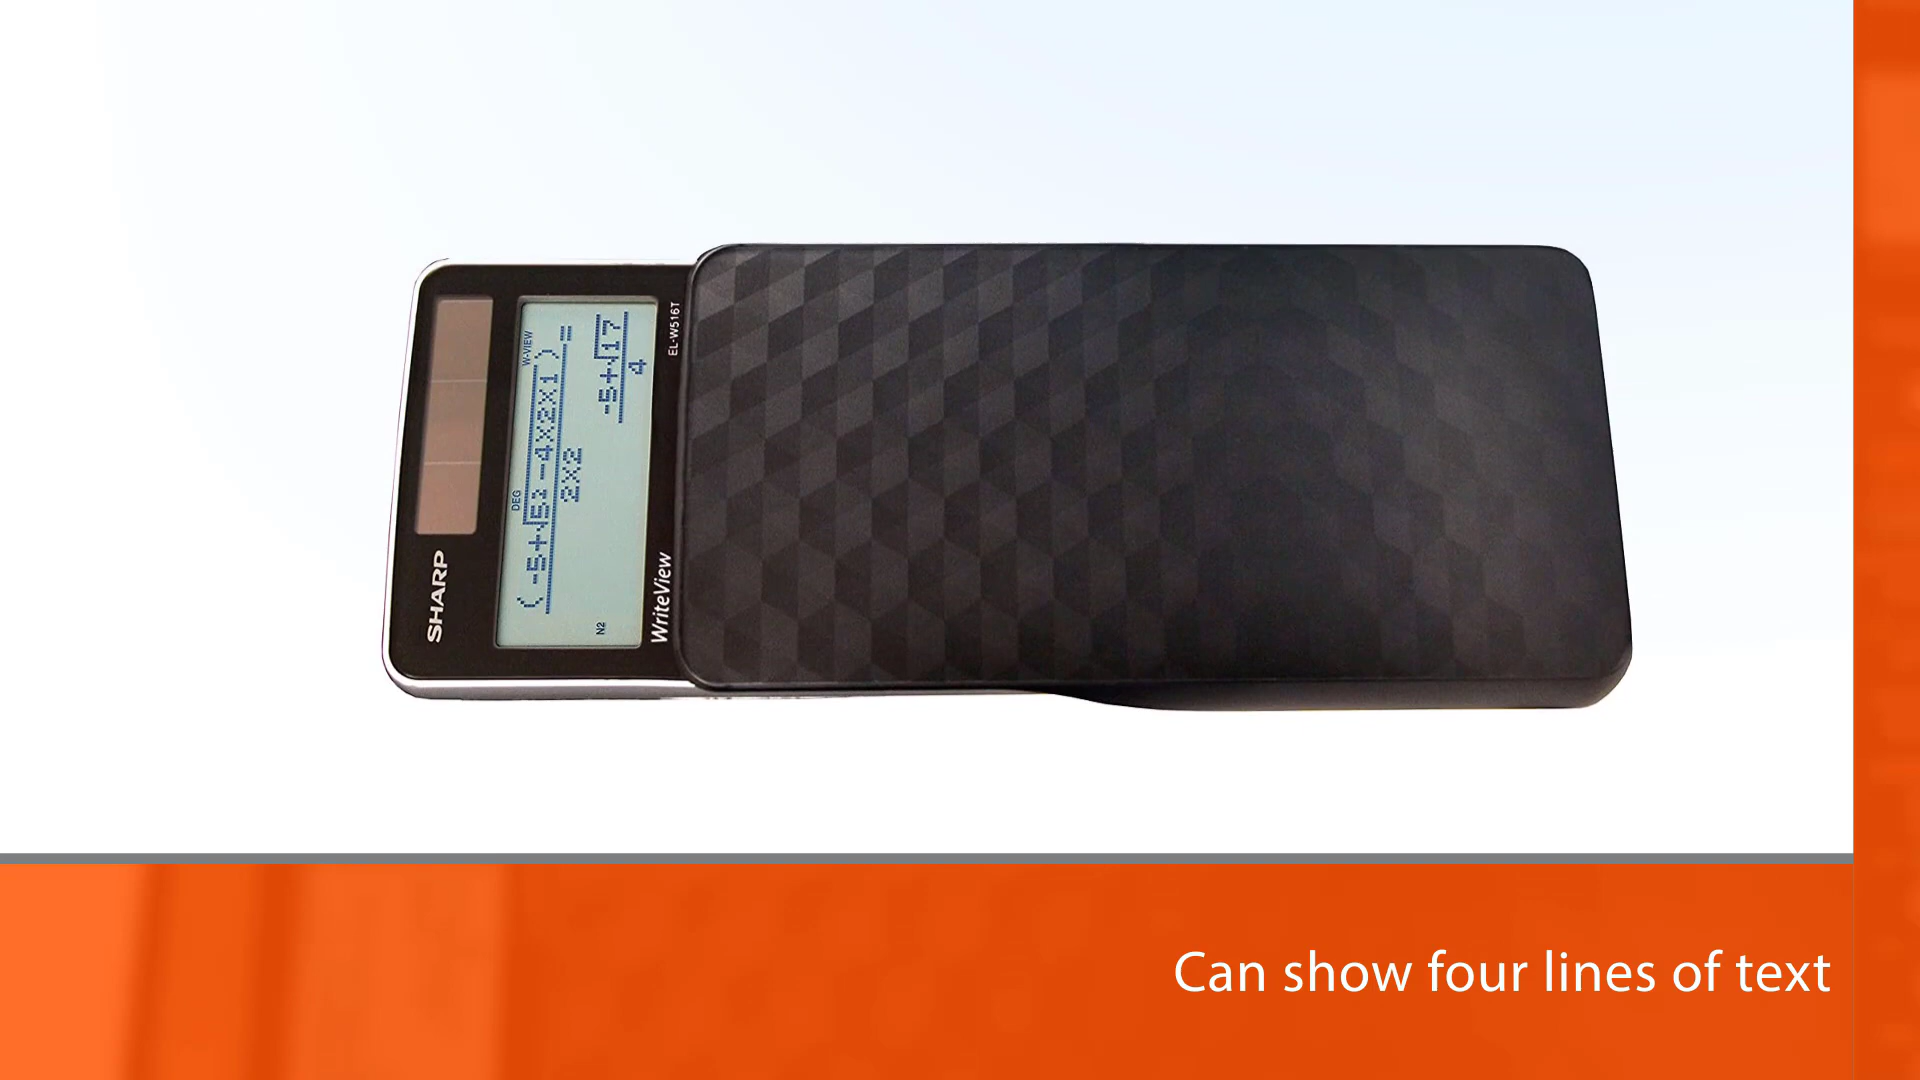 SHARP
DEG
W-VIEW
(-5+√5²-4×2×1)
=
2×2
-5+√17
4
N2
WriteView
EL-W516T
Can show four lines of text